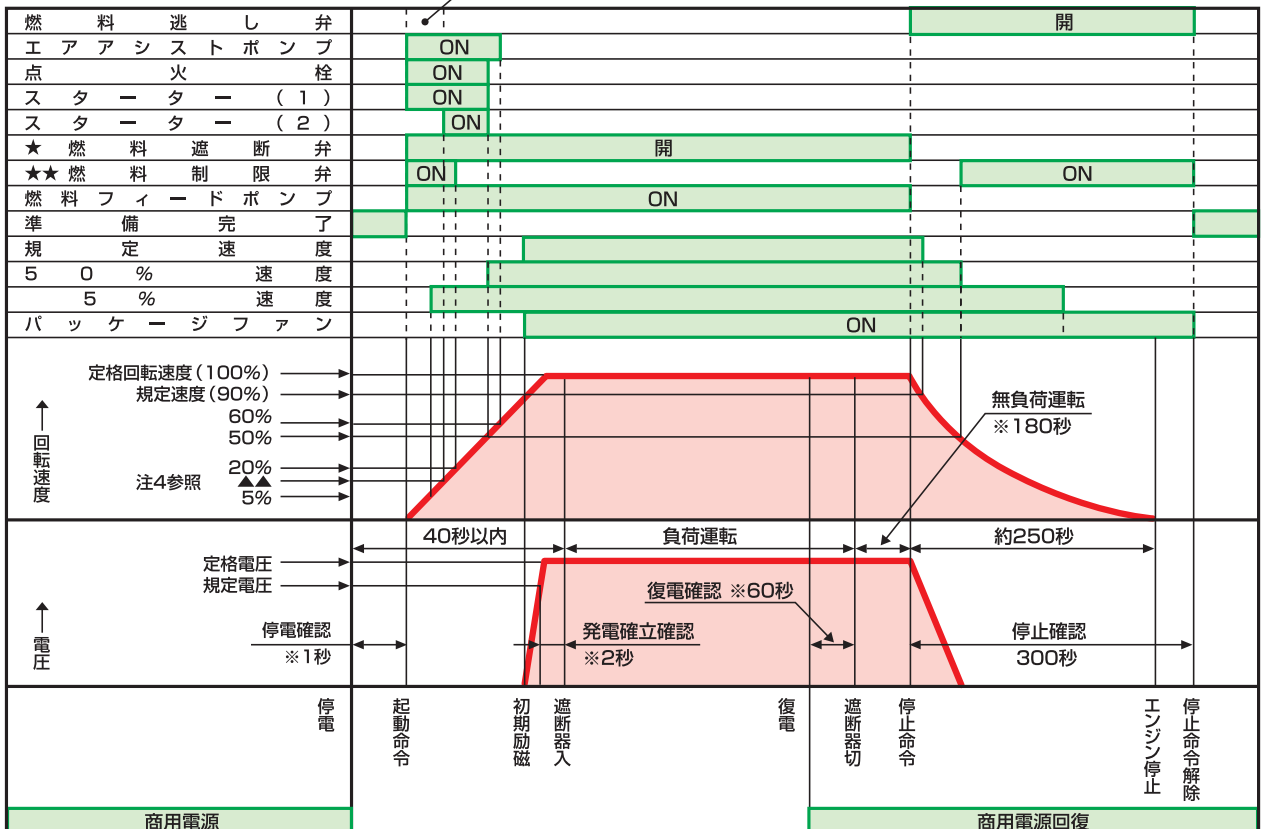 燃料逃し弁 開
エアアシストポンプ ON
点火栓 ON
スターター(1) ON
スターター(2) ON
★燃料遮断弁 開
★★燃料制限弁 ON ON
燃料フィードポンプ ON
準備完了
規定速度
50%速度
5%速度
パッケージファン ON
定格回転速度(100%)
規定速度(90%)
60%
50%
20%
注4参照 ▲▲
5%
回転速度
無負荷運転
※180秒
40秒以内 負荷運転 約250秒
定格電圧
規定電圧
電圧
復電確認 ※60秒
停電確認
※1秒
発電確立確認
※2秒
停止確認
300秒
停電
起動命令
初期励磁
遮断器入
復電
遮断器切
停止命令
エンジン停止
停止命令解除
商用電源 商用電源回復